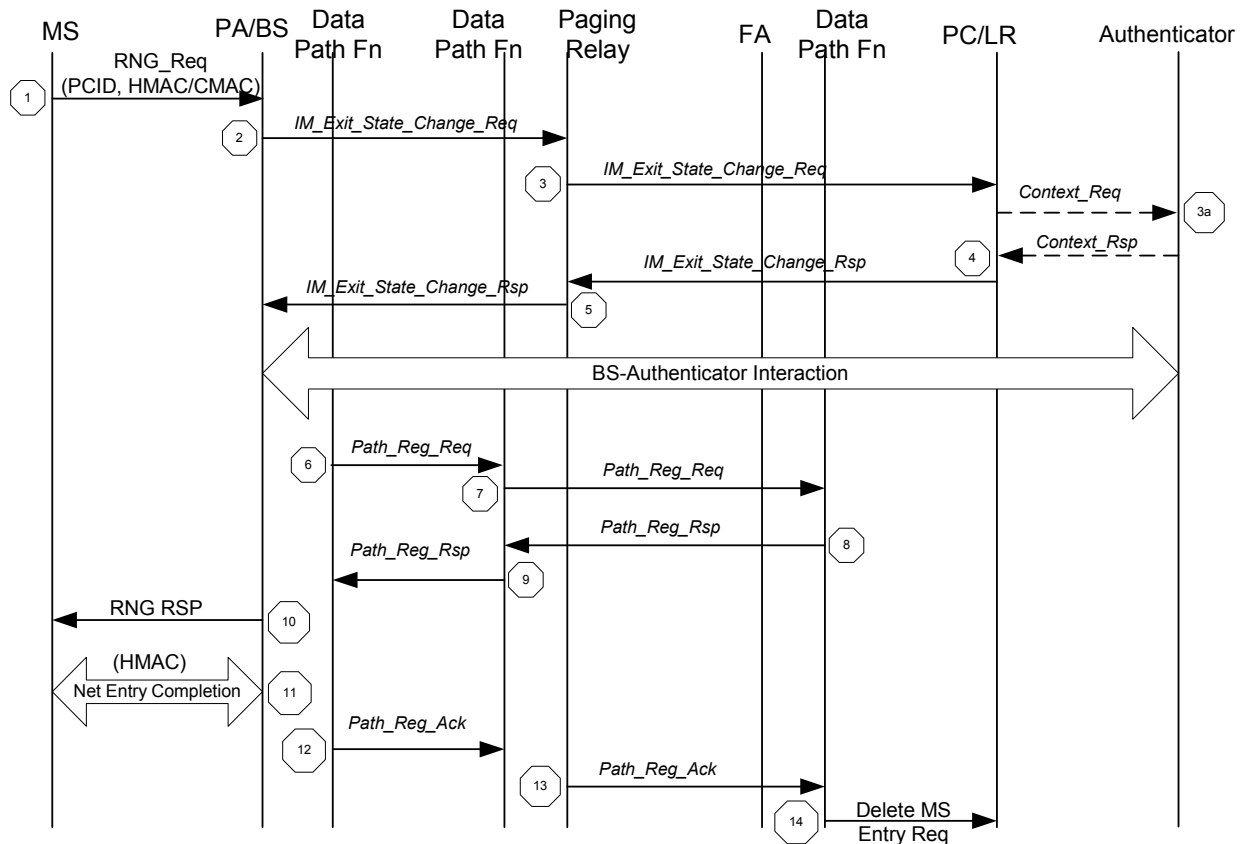 MS
PA/BS
Data
Path Fn
Data
Path Fn
Paging
Relay
FA
Data
Path Fn
PC/LR
Authenticator
RNG_Req
(PCID, HMAC/CMAC)
1
2
IM_Exit_State_Change_Req
3
IM_Exit_State_Change_Req
Context_Req
3a
Context_Rsp
4
IM_Exit_State_Change_Rsp
IM_Exit_State_Change_Rsp
5
BS-Authenticator Interaction
6
Path_Reg_Req
7
Path_Reg_Req
Path_Reg_Rsp
8
Path_Reg_Rsp
9
RNG RSP
10
(HMAC)
Net Entry Completion
11
12
Path_Reg_Ack
13
Path_Reg_Ack
14
Delete MS
Entry Req